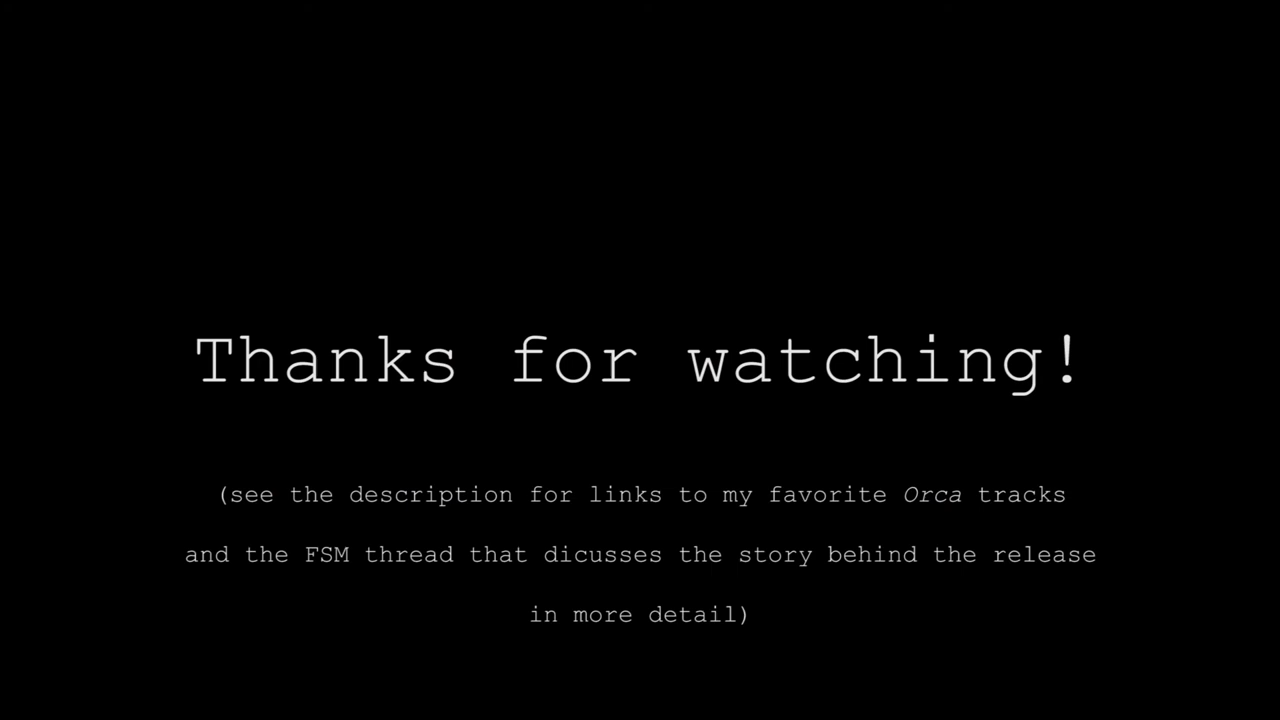 Thanks for watching!
(see the description for links to my favorite Orca tracks
and the FSM thread that dicusses the story behind the release
in more detail)